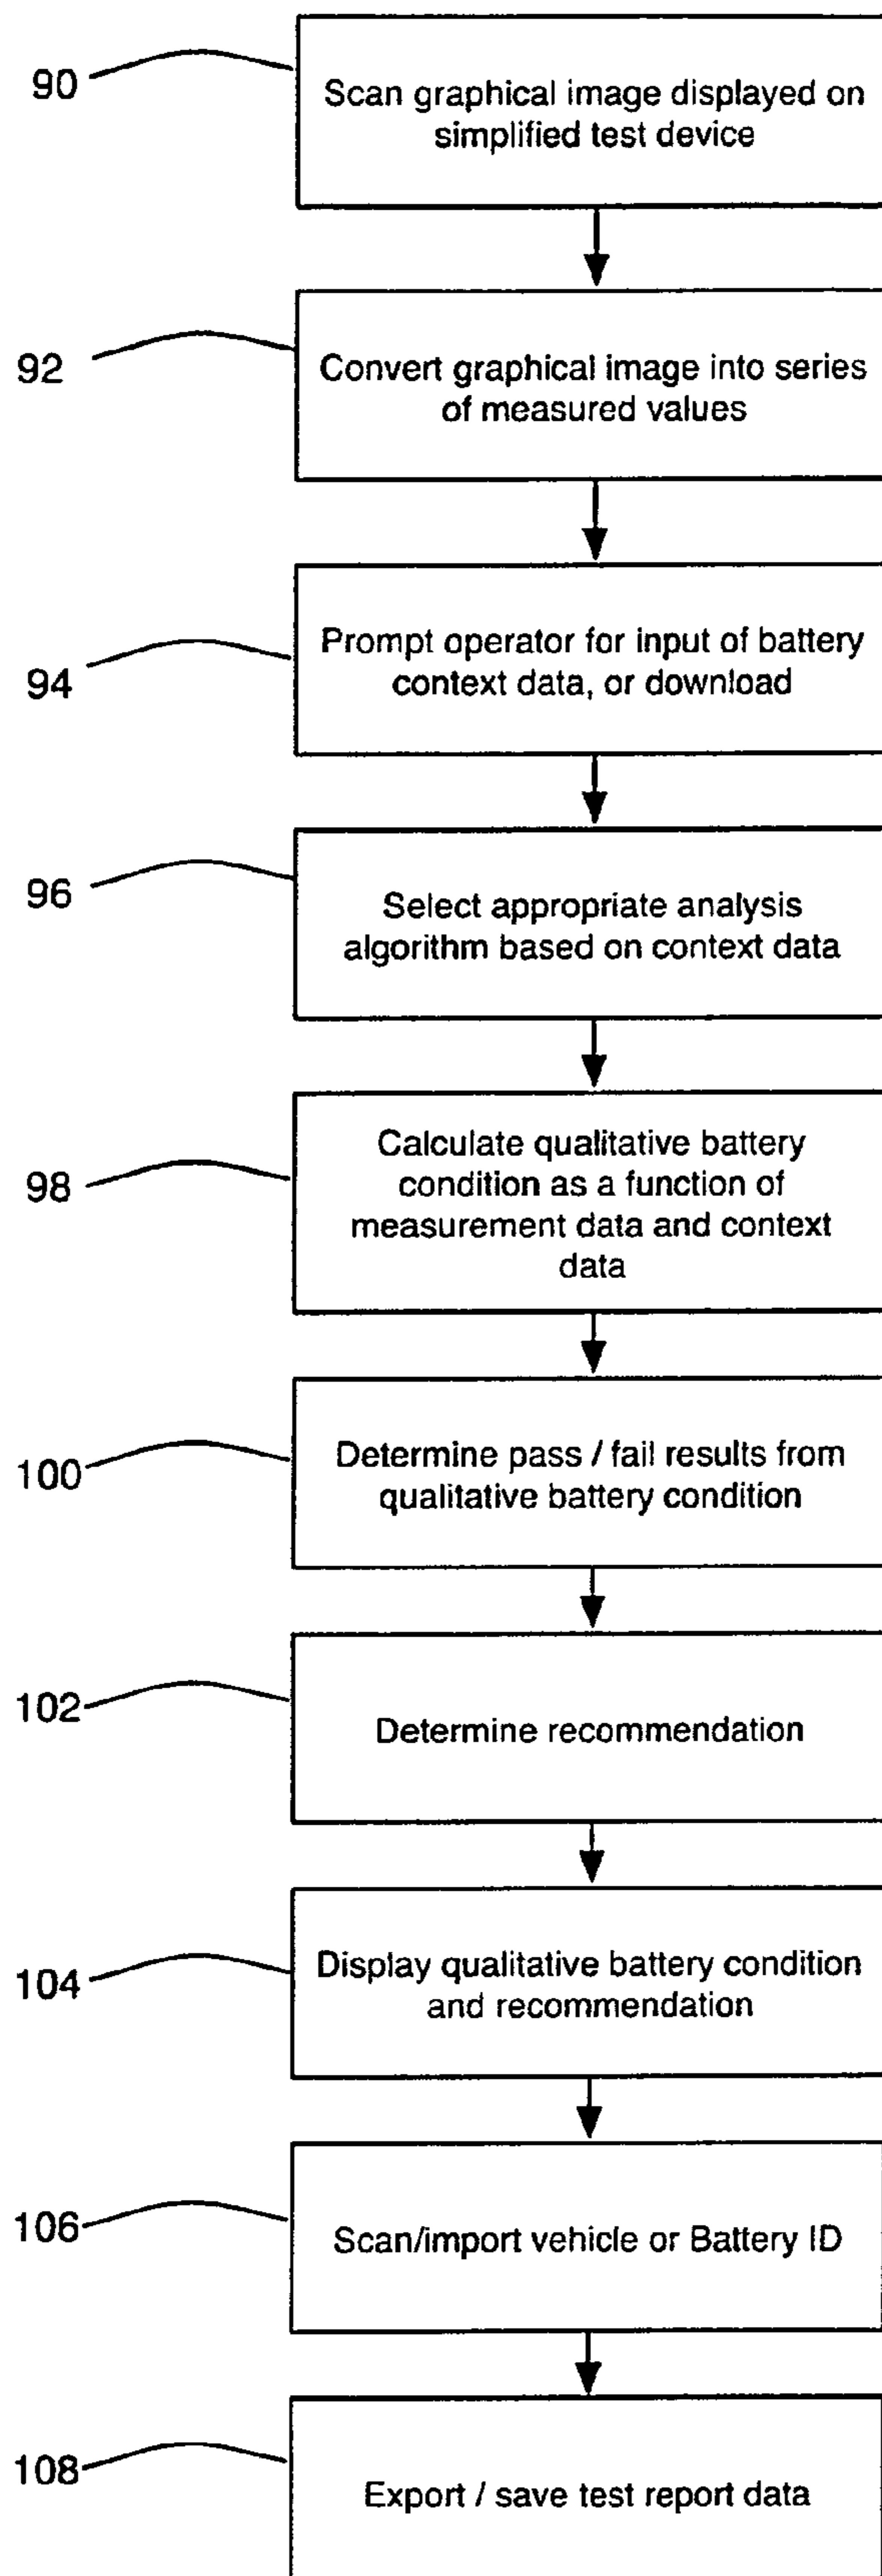 90
Scan graphical image displayed on
simplified test device
92
Convert graphical image into series
of measured values
94
Prompt operator for input of battery
context data, or download
96
Select appropriate analysis
algorithm based on context data
98
Calculate qualitative battery
condition as a function of
measurement data and context
data
100
Determine pass / fail results from
qualitative battery condition
102
Determine recommendation
104
Display qualitative battery condition
and recommendation
106
Scan/import vehicle or Battery ID
108
Export / save test report data